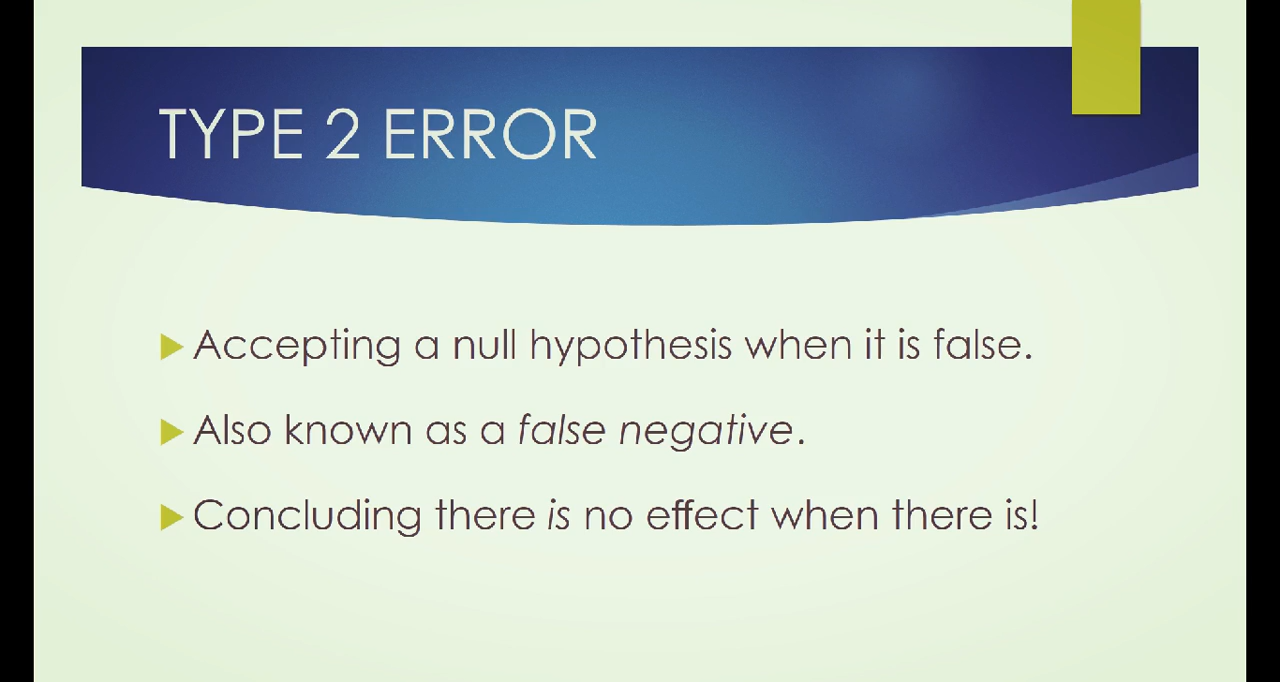 TYPE 2 ERROR
Accepting a null hypothesis when it is false.
Also known as a false negative.
Concluding there is no effect when there is!